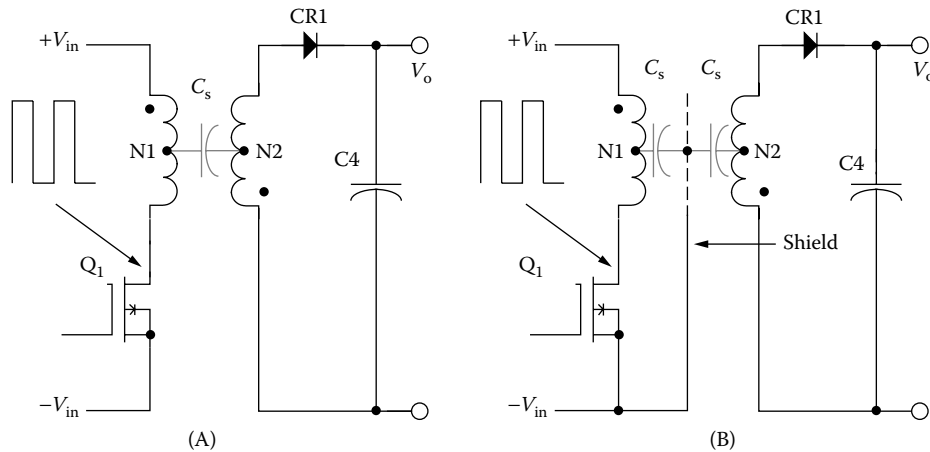 CR1
+Vin
Vo
Cs
N1
N2
C4
Q1
−Vin
(A)
CR1
+Vin
Vo
Cs
Cs
N1
N2
C4
Shield
Q1
−Vin
(B)